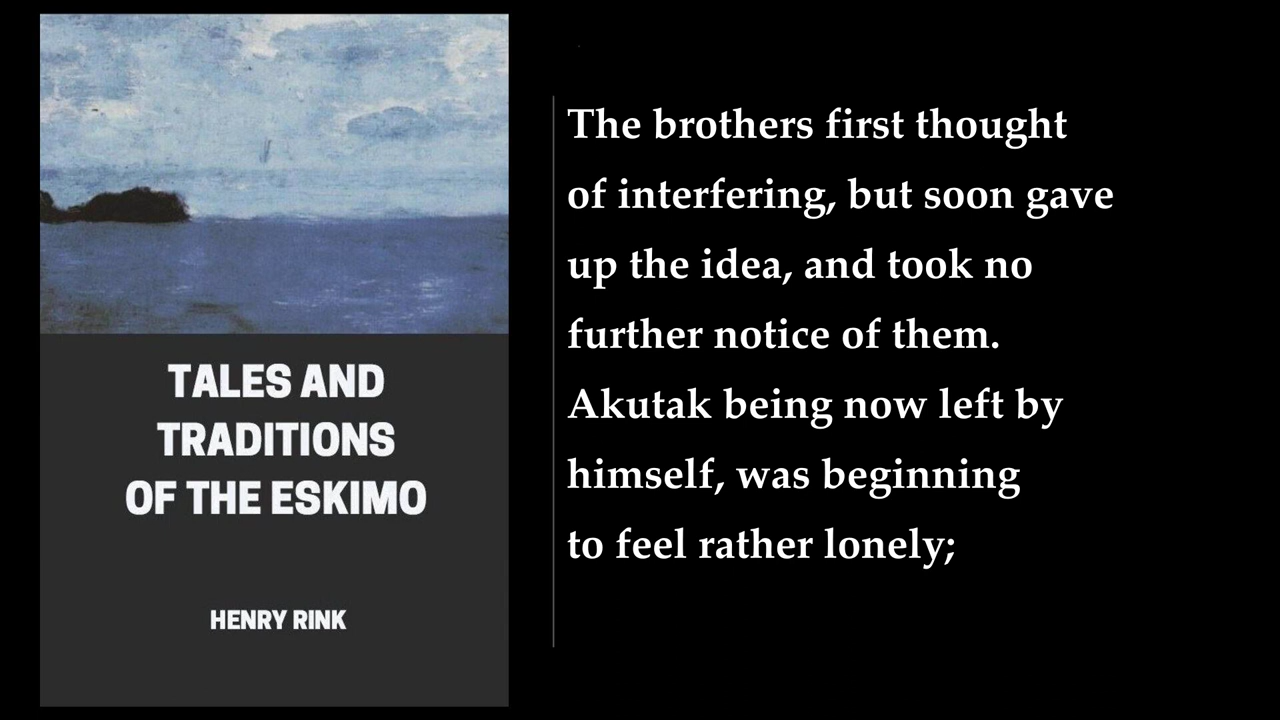 TALES AND
TRADITIONS
OF THE ESKIMO
HENRY RINK
The brothers first thought
of interfering, but soon gave
up the idea, and took no
further notice of them.
Akutak being now left by
himself, was beginning
to feel rather lonely;